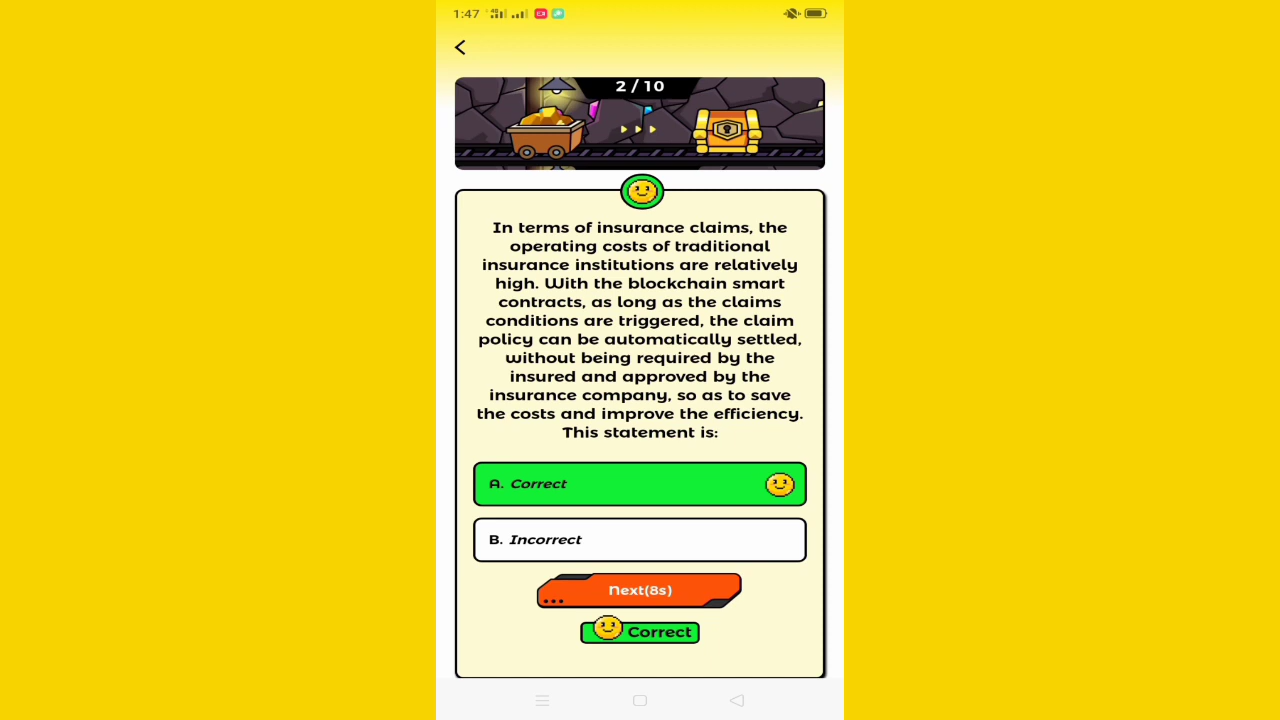 1:47
2 / 10
In terms of insurance claims, the
operating costs of traditional
insurance institutions are relatively
high. With the blockchain smart
contracts, as long as the claims
conditions are triggered, the claim
policy can be automatically settled,
without being required by the
insured and approved by the
insurance company, so as to save
the costs and improve the efficiency.
This statement is:
A. Correct
B. Incorrect
Next(8s)
Correct